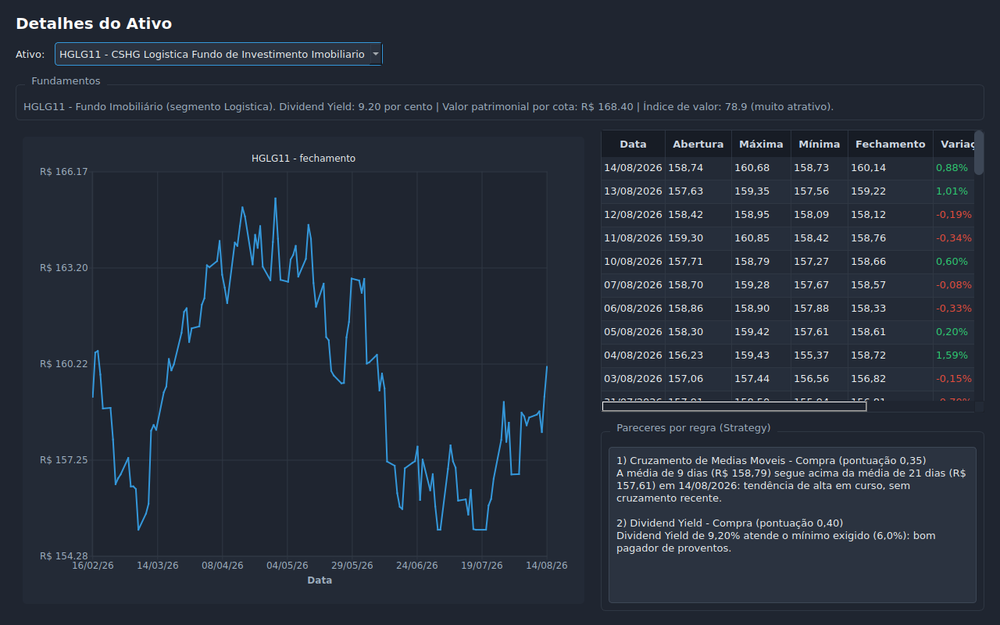 Detalhes do Ativo
Ativo: HGLG11 - CSHG Logistica Fundo de Investimento Imobiliario
Fundamentos
HGLG11 - Fundo Imobiliário (segmento Logistica). Dividend Yield: 9.20 por cento | Valor patrimonial por cota: R$ 168.40 | Índice de valor: 78.9 (muito atrativo).
HGLG11 - fechamento
R$ 166.17
R$ 163.20
R$ 160.22
R$ 157.25
R$ 154.28
16/02/26 14/03/26 08/04/26 04/05/26 29/05/26 24/06/26 19/07/26 14/08/26
Data
Data Abertura Máxima Mínima Fechamento
14/08/2026 158,74 160,68 158,73 160,14 0,88%
13/08/2026 157,63 159,35 157,56 159,22 1,01%
12/08/2026 158,42 158,95 158,09 158,12 -0,19%
11/08/2026 159,30 160,85 158,42 158,76 -0,34%
10/08/2026 157,71 158,79 157,27 158,66 0,60%
07/08/2026 158,70 159,28 157,67 158,57 -0,08%
06/08/2026 158,86 158,90 157,88 158,33 -0,33%
05/08/2026 158,30 159,42 157,61 158,61 0,20%
04/08/2026 156,23 159,43 155,37 158,72 1,59%
03/08/2026 157,06 157,44 156,56 156,82 -0,15%
Pareceres por regra (Strategy)
1) Cruzamento de Medias Moveis - Compra (pontuação 0,35)
A média de 9 dias (R$ 158,79) segue acima da média de 21 dias (R$
157,61) em 14/08/2026: tendência de alta em curso, sem
cruzamento recente.
2) Dividend Yield - Compra (pontuação 0,40)
Dividend Yield de 9,20% atende o mínimo exigido (6,0%): bom
pagador de proventos.